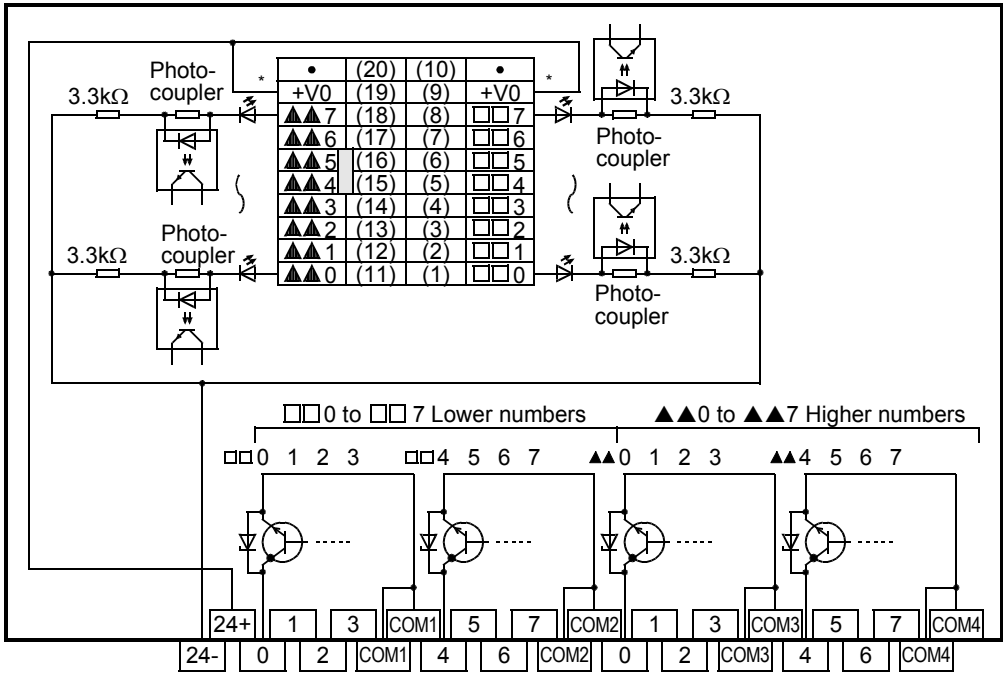 Photo-
coupler
3.3kΩ
*
• (20) (10) •
+V0 (19) (9) +V0
▲▲7 (18) (8) □□7
▲▲6 (17) (7) □□6
▲▲5 (16) (6) □□5
▲▲4 (15) (5) □□4
▲▲3 (14) (4) □□3
▲▲2 (13) (3) □□2
▲▲1 (12) (2) □□1
▲▲0 (11) (1) □□0
*
3.3kΩ
Photo-
coupler
Photo-
coupler
3.3kΩ
3.3kΩ
Photo-
coupler
□□0 to □□7 Lower numbers ▲▲0 to ▲▲7 Higher numbers
□□0 1 2 3 □□4 5 6 7 ▲▲0 1 2 3 ▲▲4 5 6 7
24+ 1 3 COM1 5 7 COM2 1 3 COM3 5 7 COM4
24- 0 2 COM1 4 6 COM2 0 2 COM3 4 6 COM4